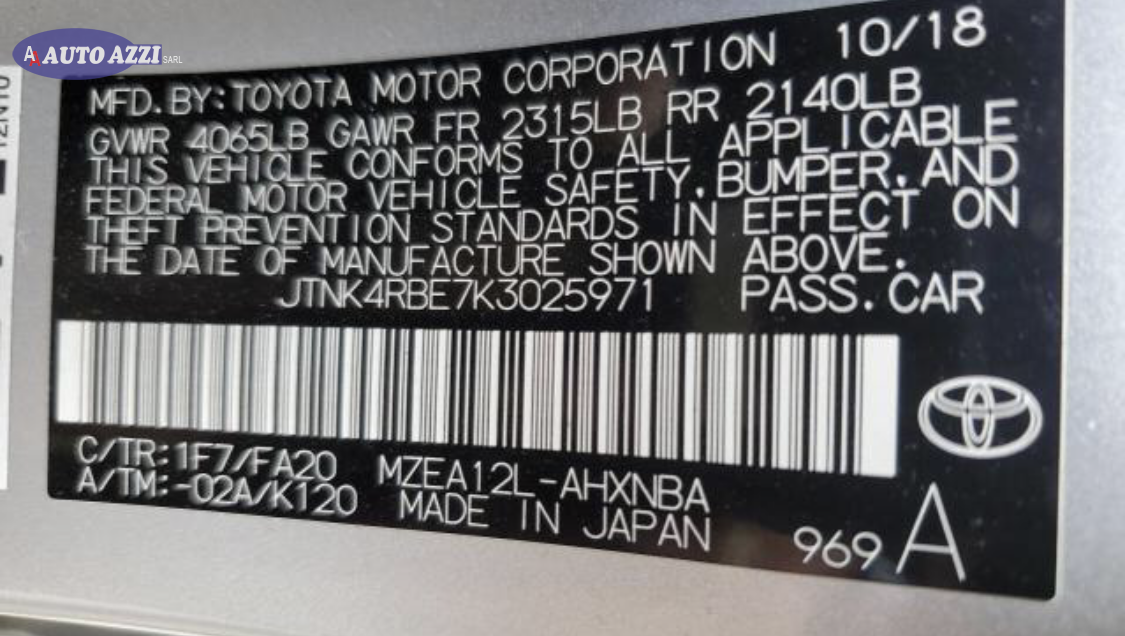 AUTO AZZI SARL
MFD. BY: TOYOTA MOTOR CORPORATION 10/18
GVWR 4065LB GAWR FR 2315LB RR 2140LB
THIS VEHICLE CONFORMS TO ALL APPLICABLE
FEDERAL MOTOR VEHICLE SAFETY, BUMPER, AND
THEFT PREVENTION STANDARDS IN EFFECT ON
THE DATE OF MANUFACTURE SHOWN ABOVE.
JTNK4RBE7K3025971 PASS. CAR
C/TR: 1F7/FA20 MZEA12L-AHXNBA
A/TM: -02A/K120 MADE IN JAPAN
969 A